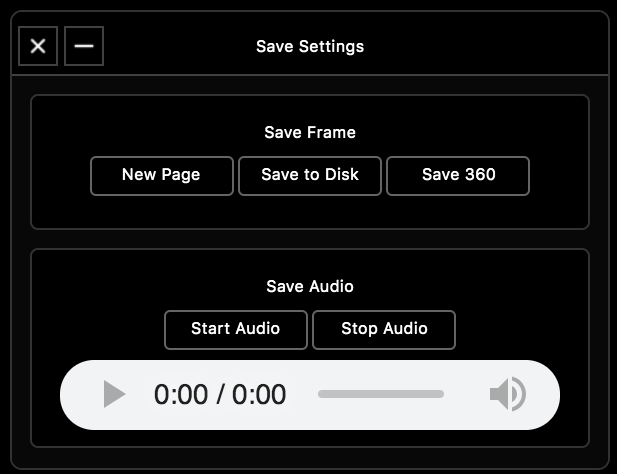 Save Settings
Save Frame
New Page Save to Disk Save 360
Save Audio
Start Audio Stop Audio
0:00 / 0:00